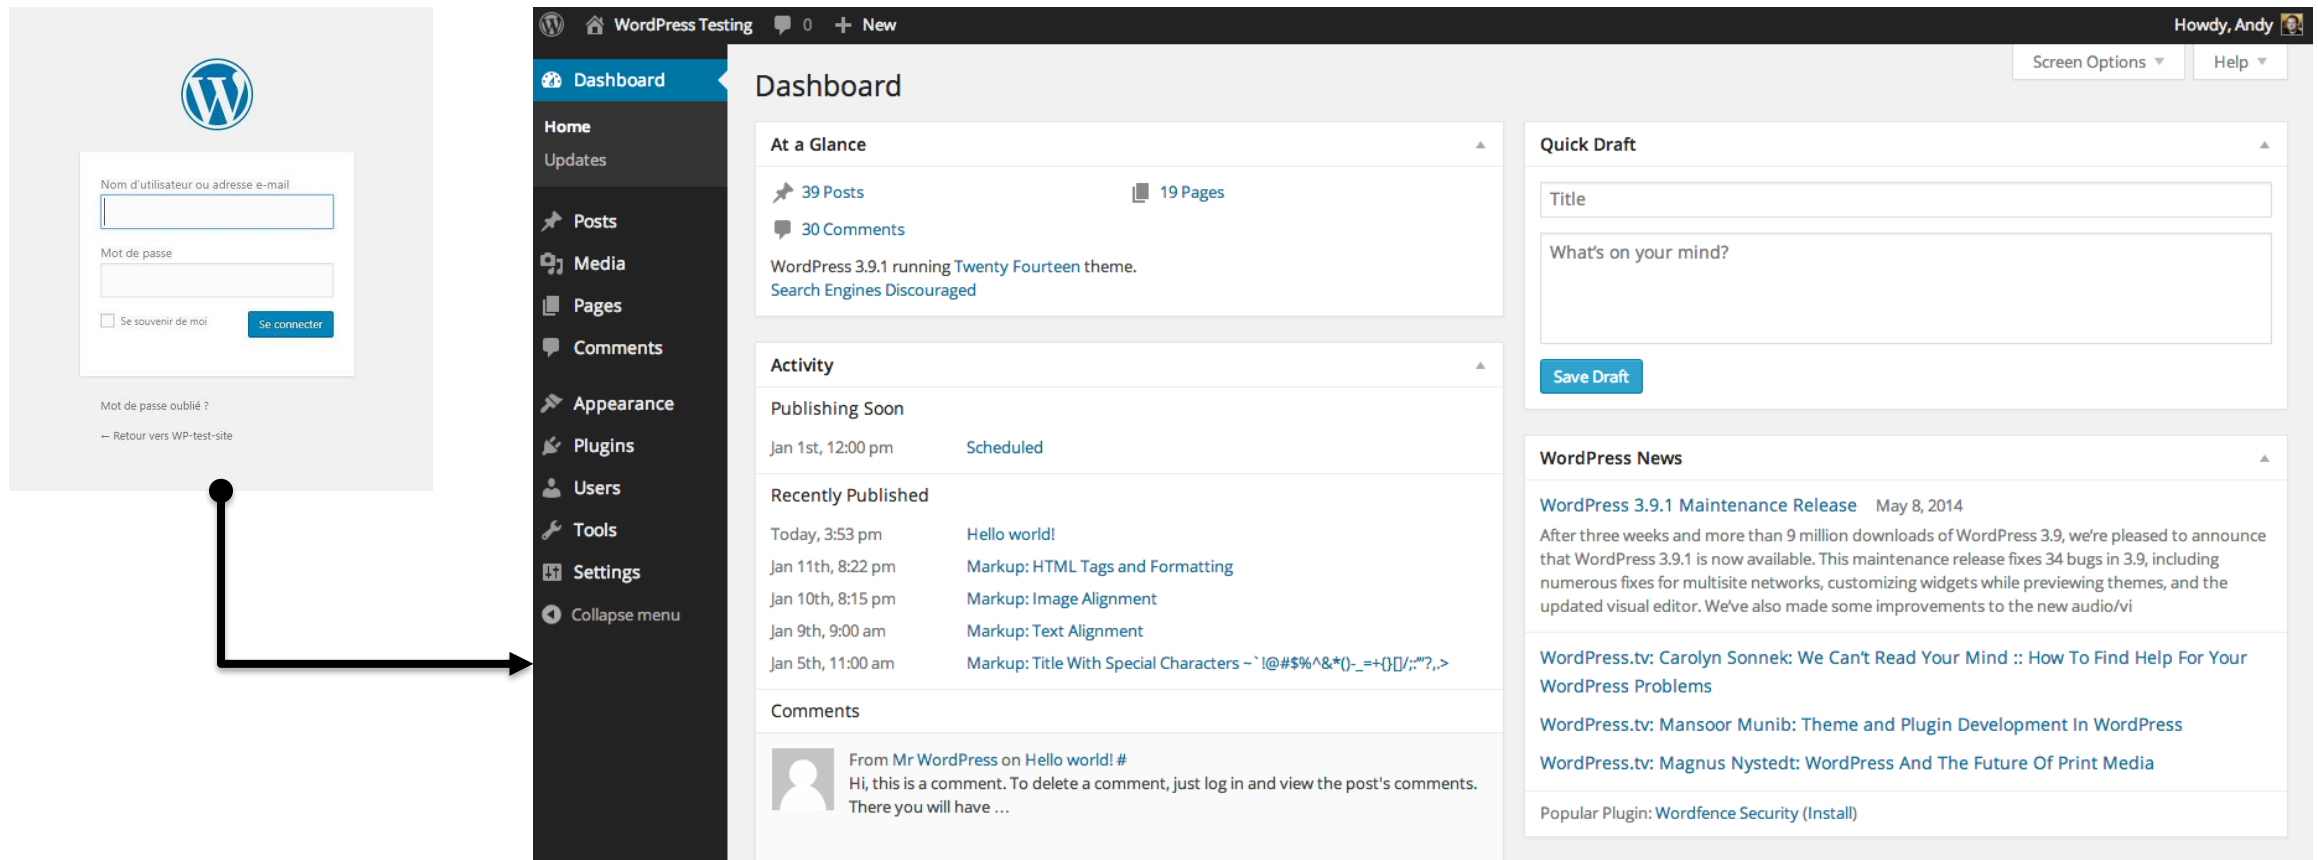 Nom d'utilisateur ou adresse e-mail
Mot de passe
Se souvenir de moi
Se connecter
Mot de passe oublié ?
← Retour vers WP-test-site
WordPress Testing
0
+ New
Howdy, Andy
Dashboard
Home
Updates
Posts
Media
Pages
Comments
Appearance
Plugins
Users
Tools
Settings
Collapse menu
Screen Options
Help
Dashboard
At a Glance
39 Posts
19 Pages
30 Comments
WordPress 3.9.1 running Twenty Fourteen theme.
Search Engines Discouraged
Activity
Publishing Soon
Jan 1st, 12:00 pm Scheduled
Recently Published
Today, 3:53 pm Hello world!
Jan 11th, 8:22 pm Markup: HTML Tags and Formatting
Jan 10th, 8:15 pm Markup: Image Alignment
Jan 9th, 9:00 am Markup: Text Alignment
Jan 5th, 11:00 am Markup: Title With Special Characters ~`!@#$%^&*()-_=+{}[]/;:'"?,.>
Comments
From Mr WordPress on Hello world! #
Hi, this is a comment. To delete a comment, just log in and view the post's comments.
There you will have …
Quick Draft
Title
What's on your mind?
Save Draft
WordPress News
WordPress 3.9.1 Maintenance Release May 8, 2014
After three weeks and more than 9 million downloads of WordPress 3.9, we're pleased to announce
that WordPress 3.9.1 is now available. This maintenance release fixes 34 bugs in 3.9, including
numerous fixes for multisite networks, customizing widgets while previewing themes, and the
updated visual editor. We've also made some improvements to the new audio/vi
WordPress.tv: Carolyn Sonnek: We Can't Read Your Mind :: How To Find Help For Your
WordPress Problems
WordPress.tv: Mansoor Munib: Theme and Plugin Development In WordPress
WordPress.tv: Magnus Nystedt: WordPress And The Future Of Print Media
Popular Plugin: Wordfence Security (Install)